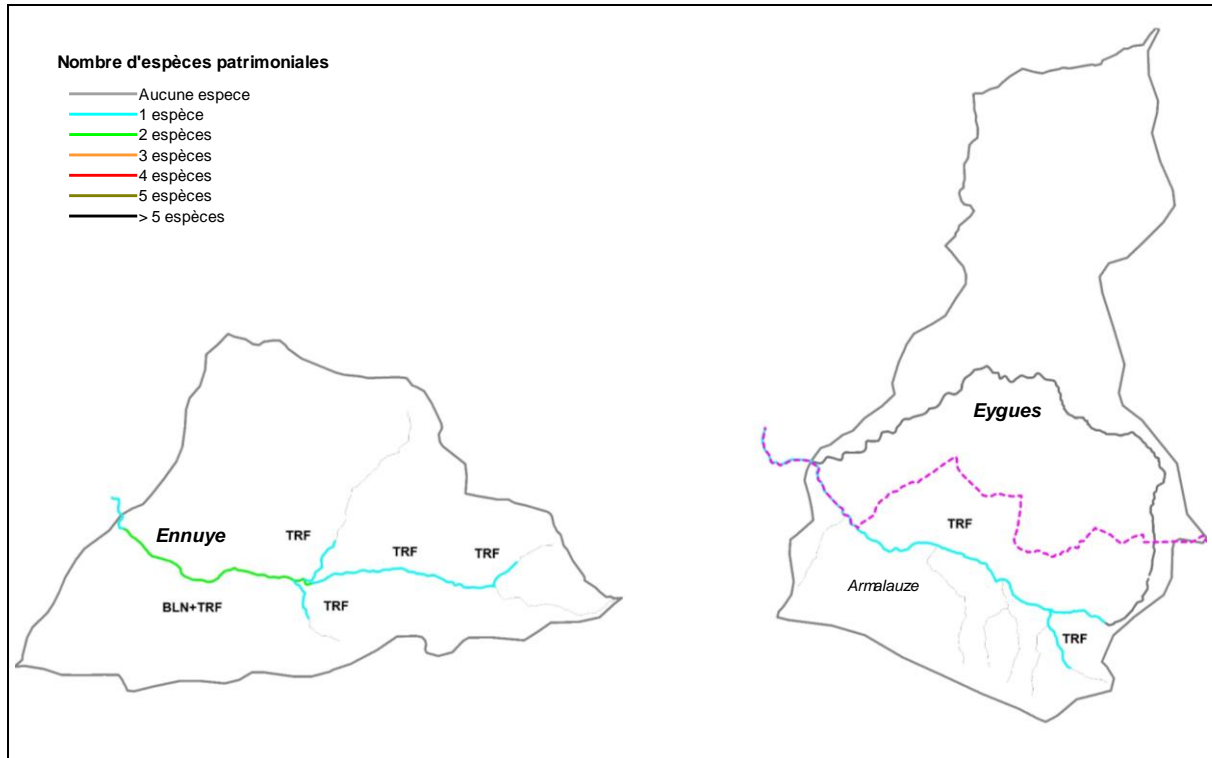 Nombre d'espèces patrimoniales
Aucune espece
1 espèce
2 espèces
3 espèces
4 espèces
5 espèces
> 5 espèces
Eygues
Ennuye
TRF
TRF
TRF
BLN+TRF
TRF
TRF
Armalauze
TRF